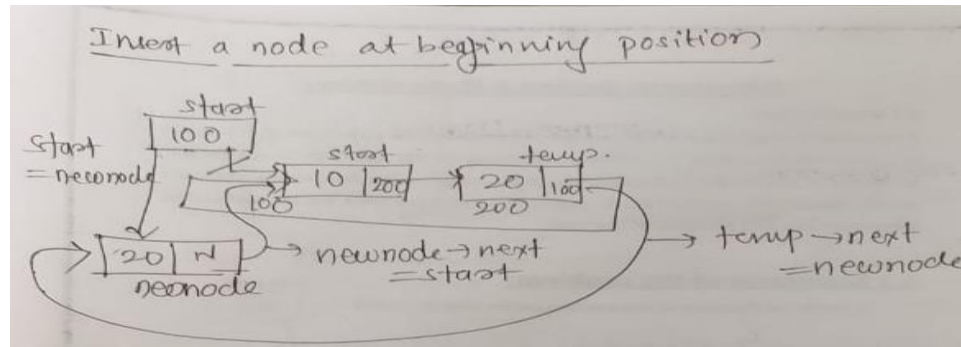 Insert a node at beginning position
start
100
start
= newnode
start
10 200
100
temp.
20 100
200
20 N
newnode
newnode→next
=start
temp→next
=newnode